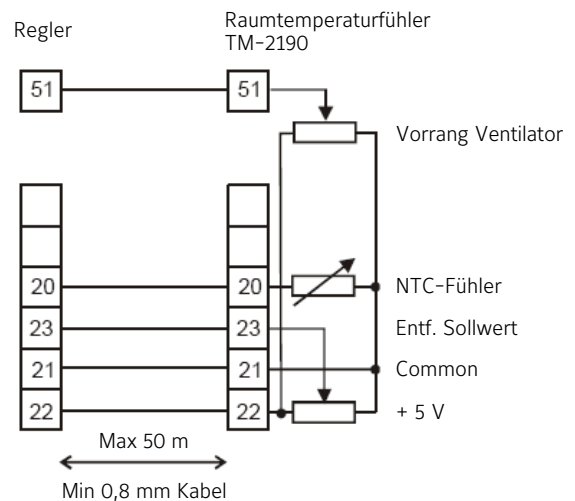 Regler
Raumtemperaturfühler
TM-2190
51 51
Vorrang Ventilator
20 20 NTC-Fühler
23 23 Entf. Sollwert
21 21 Common
22 22 + 5 V
Max 50 m
Min 0,8 mm Kabel